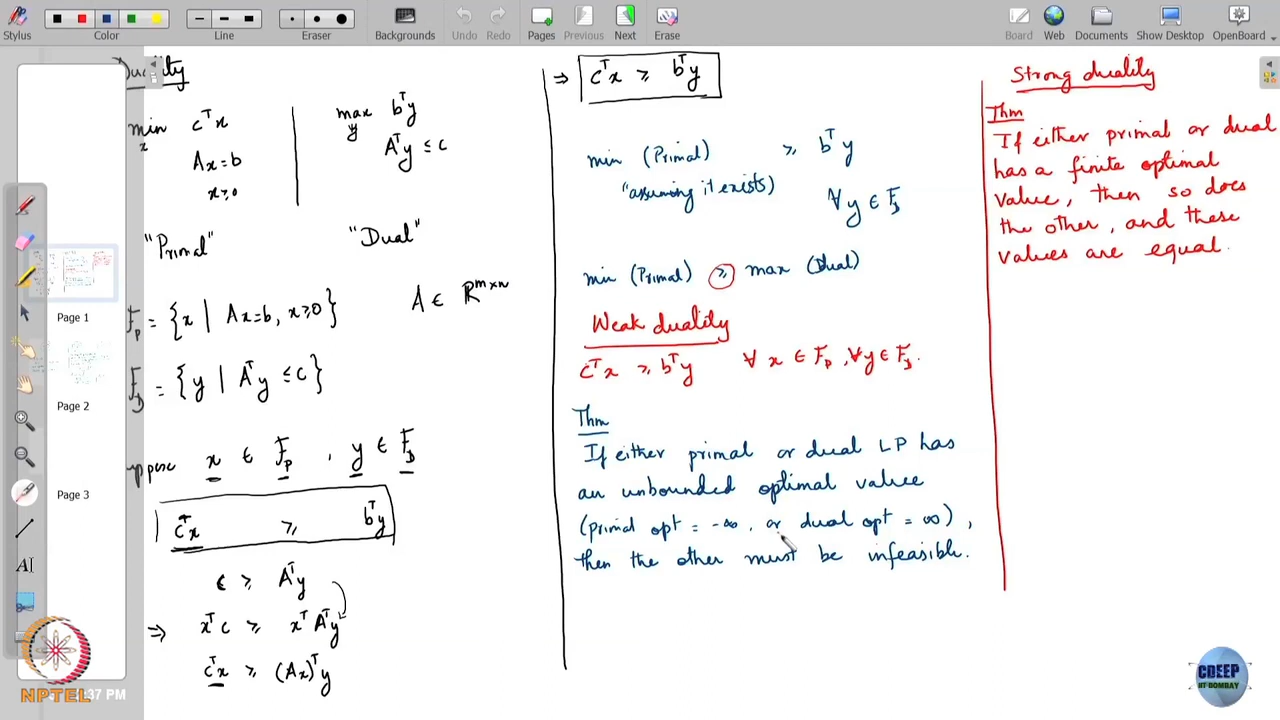 Stylus
Color
Line
Eraser
Backgrounds
Undo
Redo
Pages
Previous
Next
Erase
Board
Web
Documents
Show Desktop
OpenBoard
Page 1
Page 2
Page 3
Duality
min c^T x
x
Ax=b
x≥0
"Primal"
max b^T y
y
A^T y ≤ c
"Dual"
F_P = {x | Ax=b, x≥0}
A ∈ R^{m×n}
F_D = {y | A^T y ≤ c}
ppose x ∈ F_P , y ∈ F_D
c^T x ≥ b^T y
c ≥ A^T y
⇒ x^T c ≥ x^T A^T y
c^T x ≥ (Ax)^T y
⇒ c^T x ≥ b^T y
min (Primal) ≥ b^T y
"assuming it exists) ∀ y ∈ F_D
min (Primal) ≥ max (Dual)
Weak duality
c^T x ≥ b^T y ∀ x ∈ F_P, ∀ y ∈ F_D.
Thm
If either primal or dual LP has
an unbounded optimal value
(primal opt = -∞, or dual opt = ∞),
then the other must be infeasible.
Strong duality
Thm
If either primal or dual
has a finite optimal
value, then so does
the other, and these
values are equal.
NPTEL
:37 PM
CDEEP
IIT BOMBAY